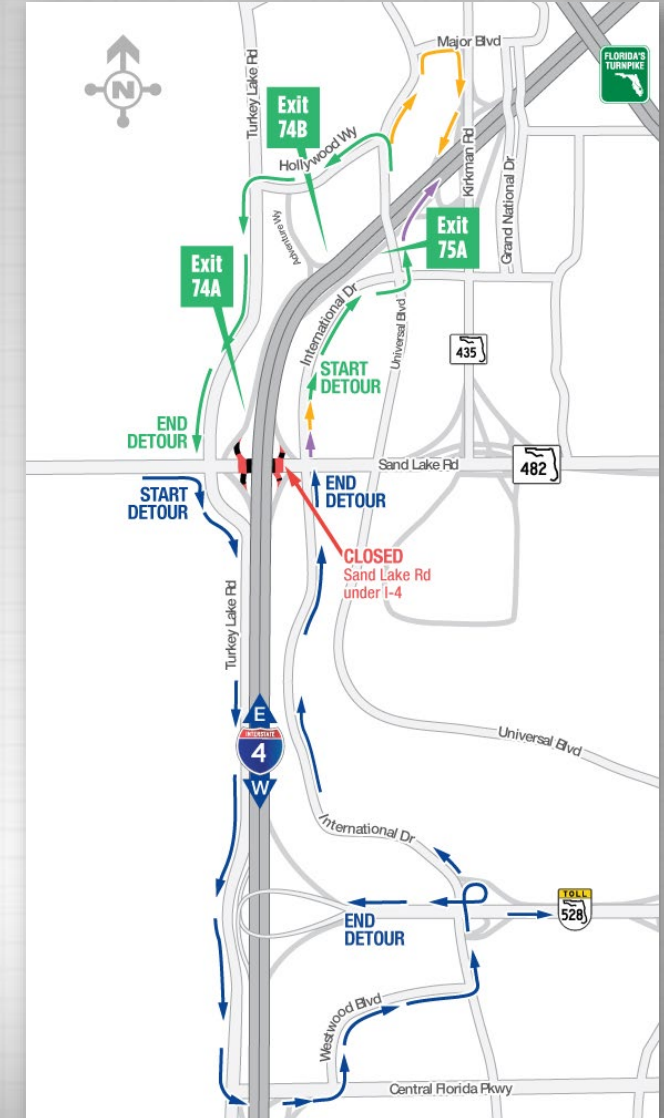 Major Blvd
FLORIDA'S
TURNPIKE
N
Turkey Lake Rd
Exit
74B
Hollywood Wy
Kirkman Rd
Grand National Dr
Adventure Wy
Exit
75A
Exit
74A
International Dr
Universal Blvd
435
START
DETOUR
END
DETOUR
Sand Lake Rd
482
START
DETOUR
END
DETOUR
CLOSED
Sand Lake Rd
under I-4
Turkey Lake Rd
E
INTERSTATE
4
W
Universal Blvd
International Dr
TOLL
528
END
DETOUR
Westwood Blvd
Central Florida Pkwy